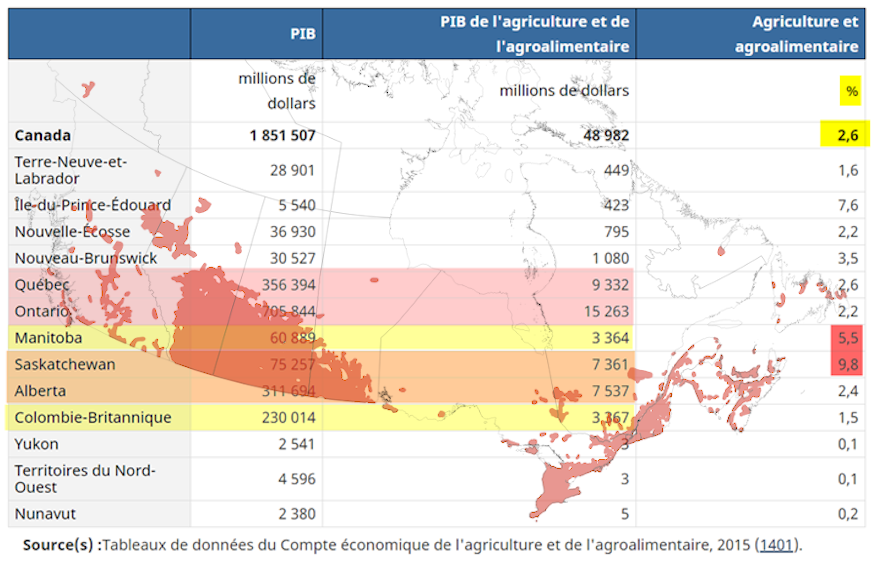 PIB
PIB de l'agriculture et de
l'agroalimentaire
Agriculture et
agroalimentaire
millions de
dollars
millions de dollars
%
Canada 1 851 507 48 982 2,6
Terre-Neuve-et-
Labrador 28 901 449 1,6
Île-du-Prince-Édouard 5 540 423 7,6
Nouvelle-Écosse 36 930 795 2,2
Nouveau-Brunswick 30 527 1 080 3,5
Québec 356 394 9 332 2,6
Ontario 705 844 15 263 2,2
Manitoba 60 889 3 364 5,5
Saskatchewan 75 257 7 361 9,8
Alberta 311 694 7 537 2,4
Colombie-Britannique 230 014 3 367 1,5
Yukon 2 541 3 0,1
Territoires du Nord-
Ouest 4 596 3 0,1
Nunavut 2 380 5 0,2
Source(s) :Tableaux de données du Compte économique de l'agriculture et de l'agroalimentaire, 2015 (1401).